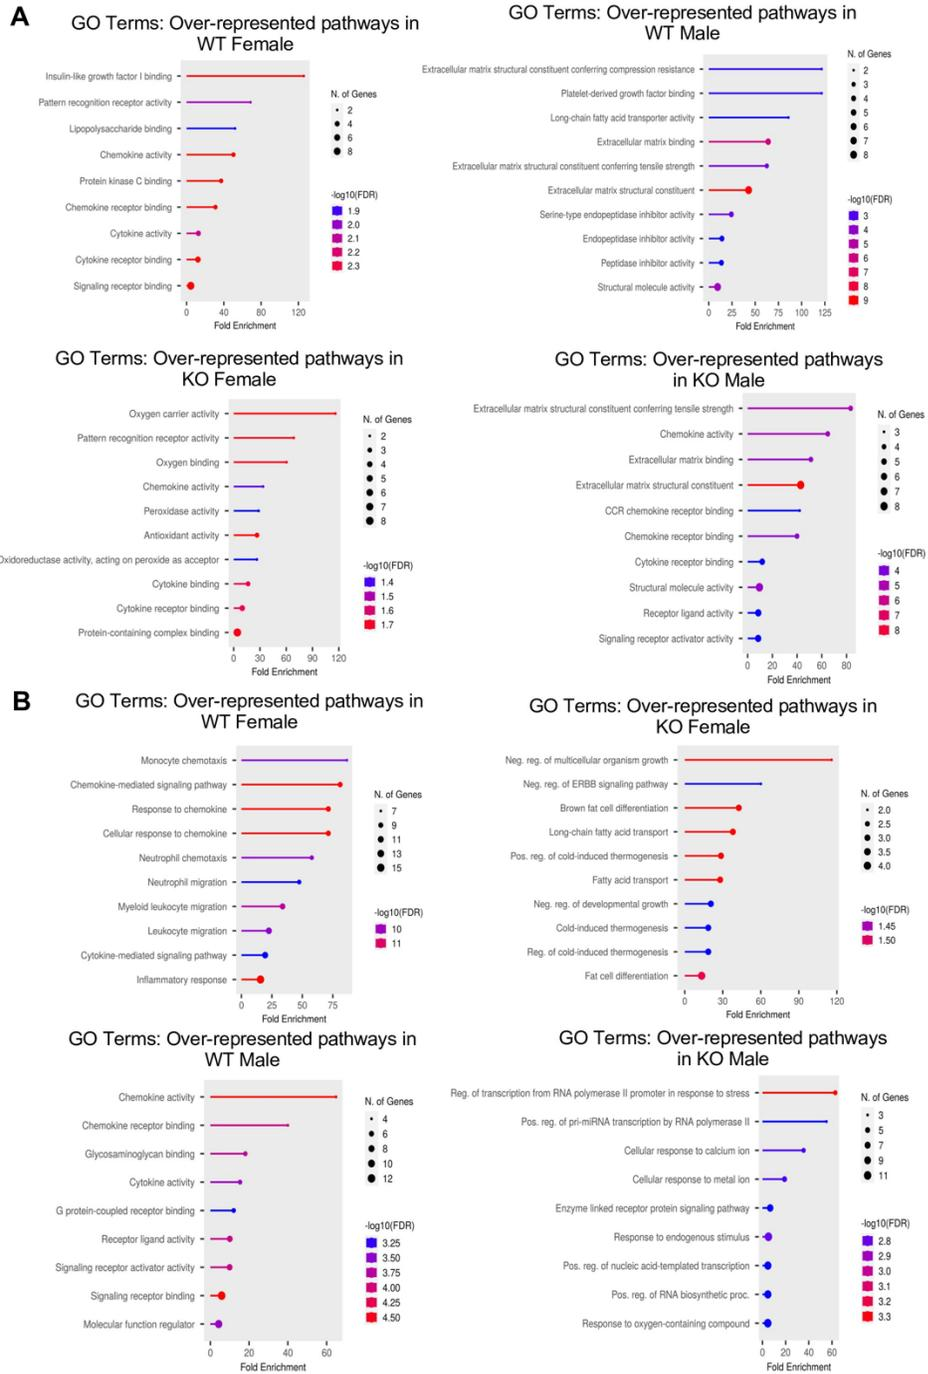 A
GO Terms: Over-represented pathways in
WT Female
Insulin-like growth factor I binding
Pattern recognition receptor activity
Lipopolysaccharide binding
Chemokine activity
Protein kinase C binding
Chemokine receptor binding
Cytokine activity
Cytokine receptor binding
Signaling receptor binding
0 40 80 120
Fold Enrichment
N. of Genes
2
4
6
8
-log10(FDR)
1.9
2.0
2.1
2.2
2.3
GO Terms: Over-represented pathways in
WT Male
Extracellular matrix structural constituent conferring compression resistance
Platelet-derived growth factor binding
Long-chain fatty acid transporter activity
Extracellular matrix binding
Extracellular matrix structural constituent conferring tensile strength
Extracellular matrix structural constituent
Serine-type endopeptidase inhibitor activity
Endopeptidase inhibitor activity
Peptidase inhibitor activity
Structural molecule activity
0 25 50 75 100 125
Fold Enrichment
N. of Genes
2
3
4
5
6
7
8
-log10(FDR)
3
4
5
6
7
8
9
GO Terms: Over-represented pathways in
KO Female
Oxygen carrier activity
Pattern recognition receptor activity
Oxygen binding
Chemokine activity
Peroxidase activity
Antioxidant activity
Oxidoreductase activity, acting on peroxide as acceptor
Cytokine binding
Cytokine receptor binding
Protein-containing complex binding
0 30 60 90 120
Fold Enrichment
N. of Genes
2
3
4
5
6
7
8
-log10(FDR)
1.4
1.5
1.6
1.7
GO Terms: Over-represented pathways
in KO Male
Extracellular matrix structural constituent conferring tensile strength
Chemokine activity
Extracellular matrix binding
Extracellular matrix structural constituent
CCR chemokine receptor binding
Chemokine receptor binding
Cytokine receptor binding
Structural molecule activity
Receptor ligand activity
Signaling receptor activator activity
0 20 40 60 80
Fold Enrichment
N. of Genes
3
4
5
6
7
8
-log10(FDR)
4
5
6
7
8
B
GO Terms: Over-represented pathways in
WT Female
Monocyte chemotaxis
Chemokine-mediated signaling pathway
Response to chemokine
Cellular response to chemokine
Neutrophil chemotaxis
Neutrophil migration
Myeloid leukocyte migration
Leukocyte migration
Cytokine-mediated signaling pathway
Inflammatory response
0 25 50 75
Fold Enrichment
N. of Genes
7
9
11
13
15
-log10(FDR)
10
11
GO Terms: Over-represented pathways in
KO Female
Neg. reg. of multicellular organism growth
Neg. reg. of ERBB signaling pathway
Brown fat cell differentiation
Long-chain fatty acid transport
Pos. reg. of cold-induced thermogenesis
Fatty acid transport
Neg. reg. of developmental growth
Cold-induced thermogenesis
Reg. of cold-induced thermogenesis
Fat cell differentiation
0 30 60 90 120
Fold Enrichment
N. of Genes
2.0
2.5
3.0
3.5
4.0
-log10(FDR)
1.45
1.50
GO Terms: Over-represented pathways in
WT Male
Chemokine activity
Chemokine receptor binding
Glycosaminoglycan binding
Cytokine activity
G protein-coupled receptor binding
Receptor ligand activity
Signaling receptor activator activity
Signaling receptor binding
Molecular function regulator
0 20 40 60
Fold Enrichment
N. of Genes
4
6
8
10
12
-log10(FDR)
3.25
3.50
3.75
4.00
4.25
4.50
GO Terms: Over-represented pathways
in KO Male
Reg. of transcription from RNA polymerase II promoter in response to stress
Pos. reg. of pri-miRNA transcription by RNA polymerase II
Cellular response to calcium ion
Cellular response to metal ion
Enzyme linked receptor protein signaling pathway
Response to endogenous stimulus
Pos. reg. of nucleic acid-templated transcription
Pos. reg. of RNA biosynthetic proc.
Response to oxygen-containing compound
0 20 40 60
Fold Enrichment
N. of Genes
3
5
7
9
11
-log10(FDR)
2.8
2.9
3.0
3.1
3.2
3.3